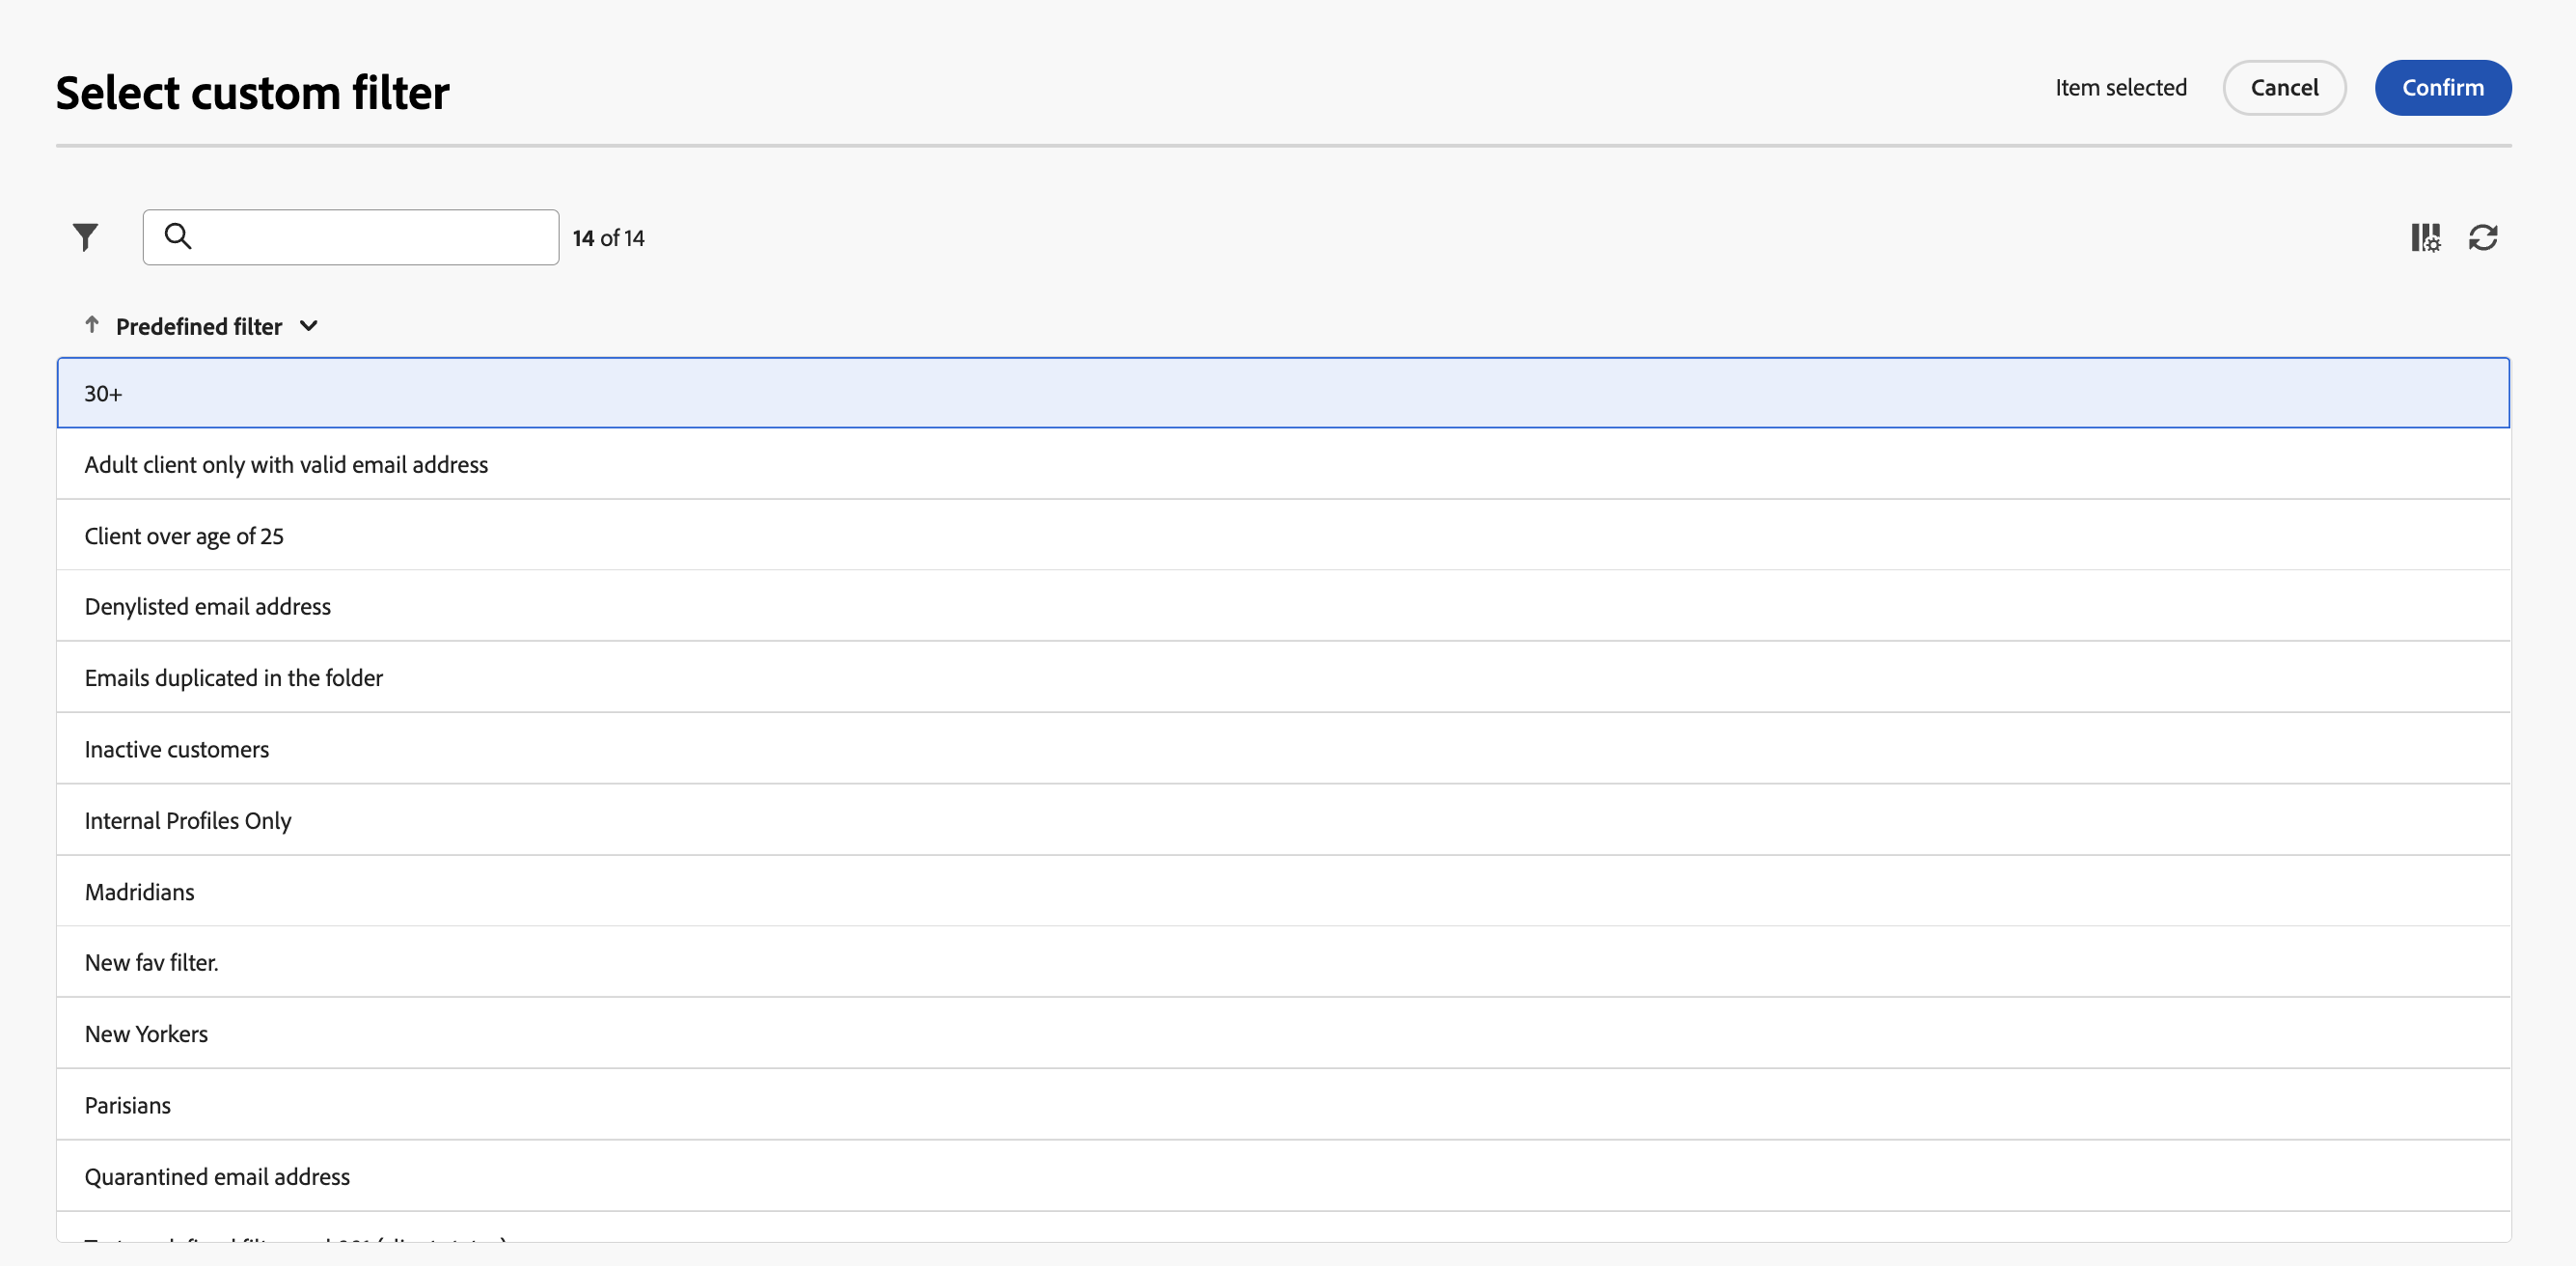 Select custom filter
Item selected
Cancel
Confirm
14 of 14
Predefined filter
30+
Adult client only with valid email address
Client over age of 25
Denylisted email address
Emails duplicated in the folder
Inactive customers
Internal Profiles Only
Madridians
New fav filter.
New Yorkers
Parisians
Quarantined email address